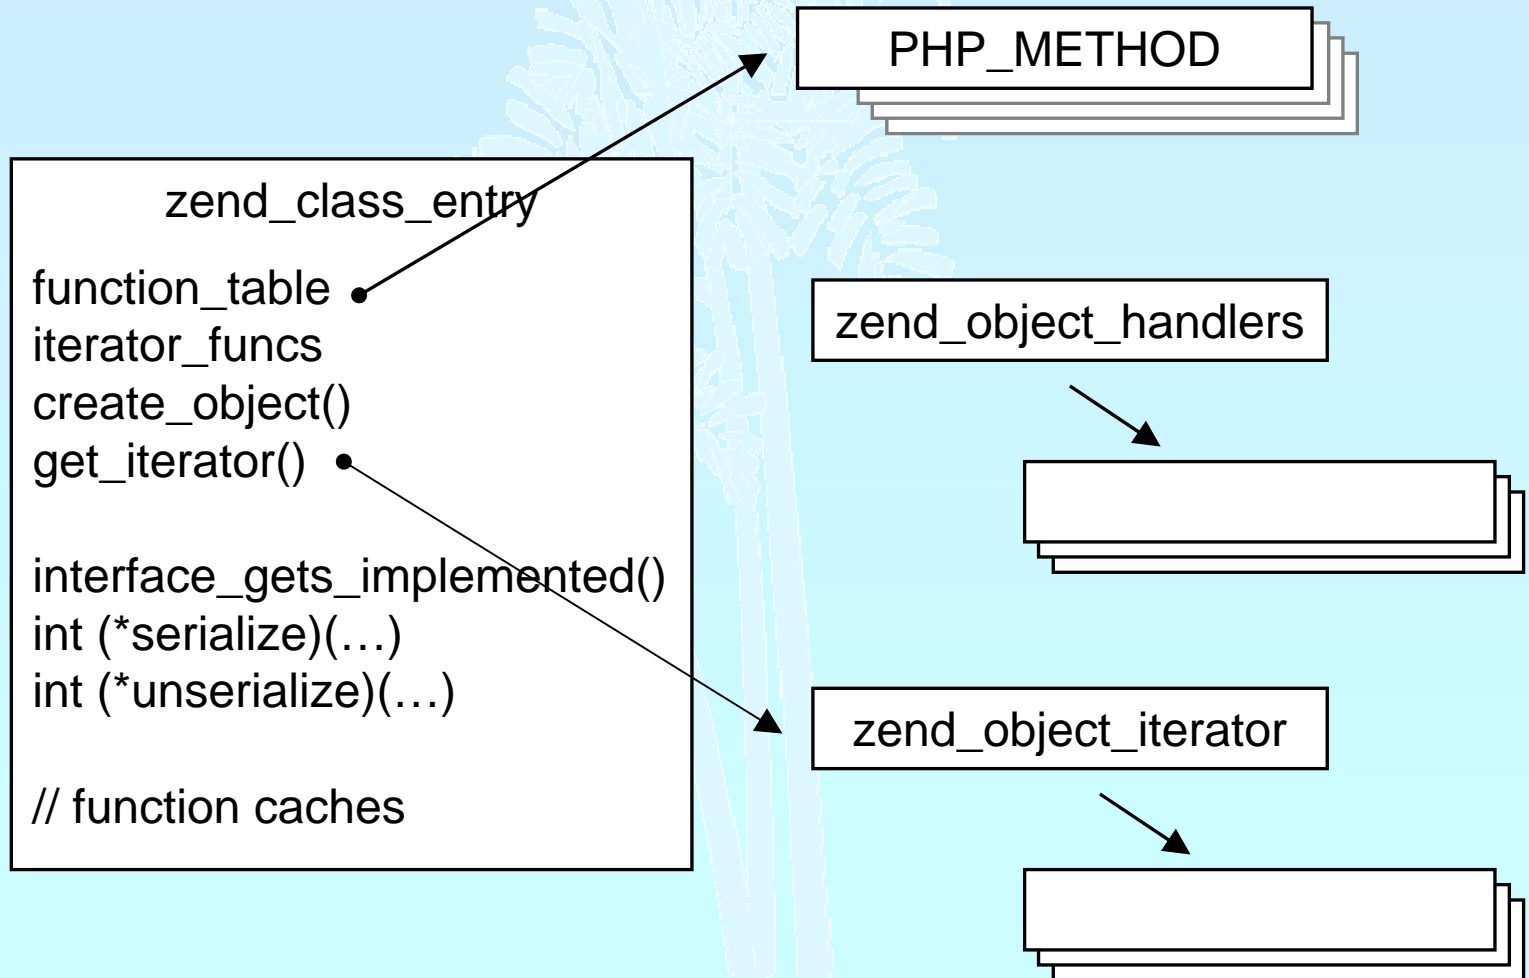 PHP_METHOD
zend_class_entry
function_table
iterator_funcs
create_object()
get_iterator()
interface_gets_implemented()
int (*serialize)(…)
int (*unserialize)(…)
// function caches
zend_object_handlers
zend_object_iterator